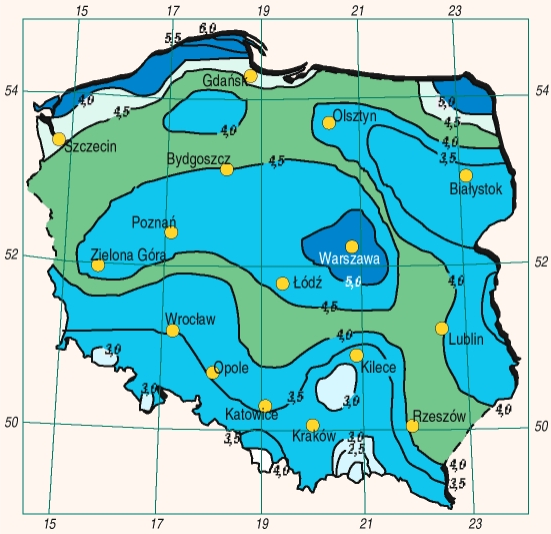 15 17 19 21 23
6,0
5,5
Gdańsk
54 54
4,0
5,0
4,5
4,5
Olsztyn
4,0
4,0
Szczecin
3,5
Bydgoszcz
4,5
Białystok
Poznań
52 52
Zielona Góra
Warszawa
5,0
4,0
Łódź
4,5
Wrocław
4,0
Lublin
3,0
Kilece
Opole
3,0
3,5
3,0
Katowice
4,0
Rzeszów
50 50
Kraków
3,5
3,0
2,5
4,0
4,0
3,5
15 17 19 21 23